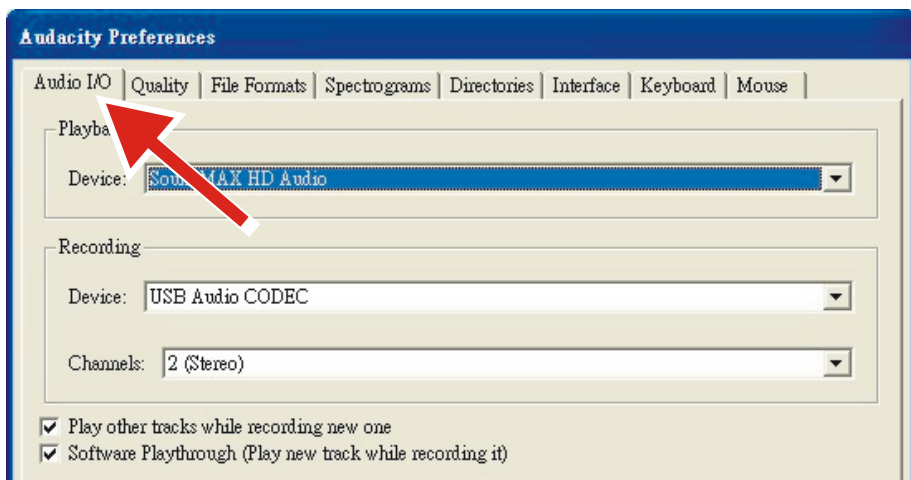 Audacity Preferences
Audio I/O Quality File Formats Spectrograms Directories Interface Keyboard Mouse
Device: HD Audio
Recording
Device: USB Audio CODEC
Channels: 2 (Stereo)
Play other tracks while recording new one
Software Playthrough (Play new track while recording it)